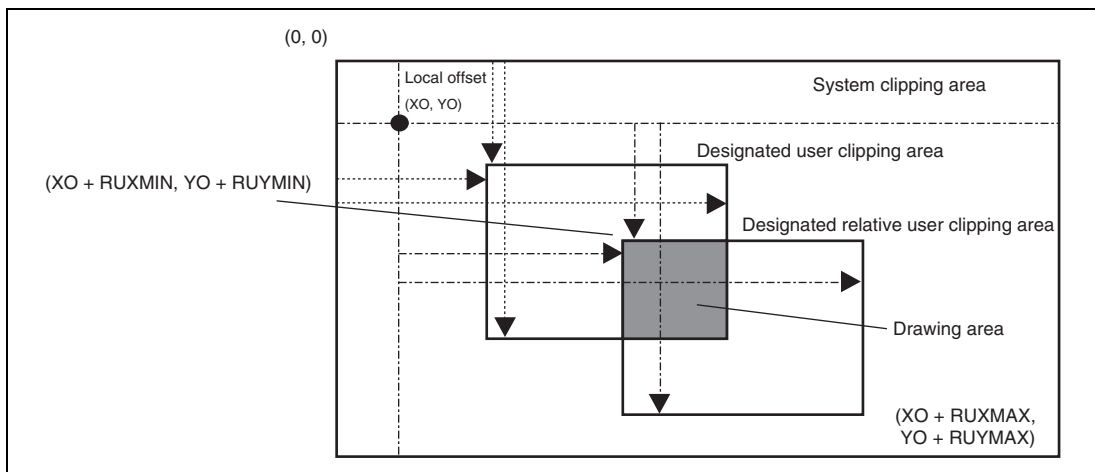 (0, 0)
Local offset
(XO, YO)
System clipping area
Designated user clipping area
(XO + RUXMIN, YO + RUYMIN)
Designated relative user clipping area
Drawing area
(XO + RUXMAX,
YO + RUYMAX)